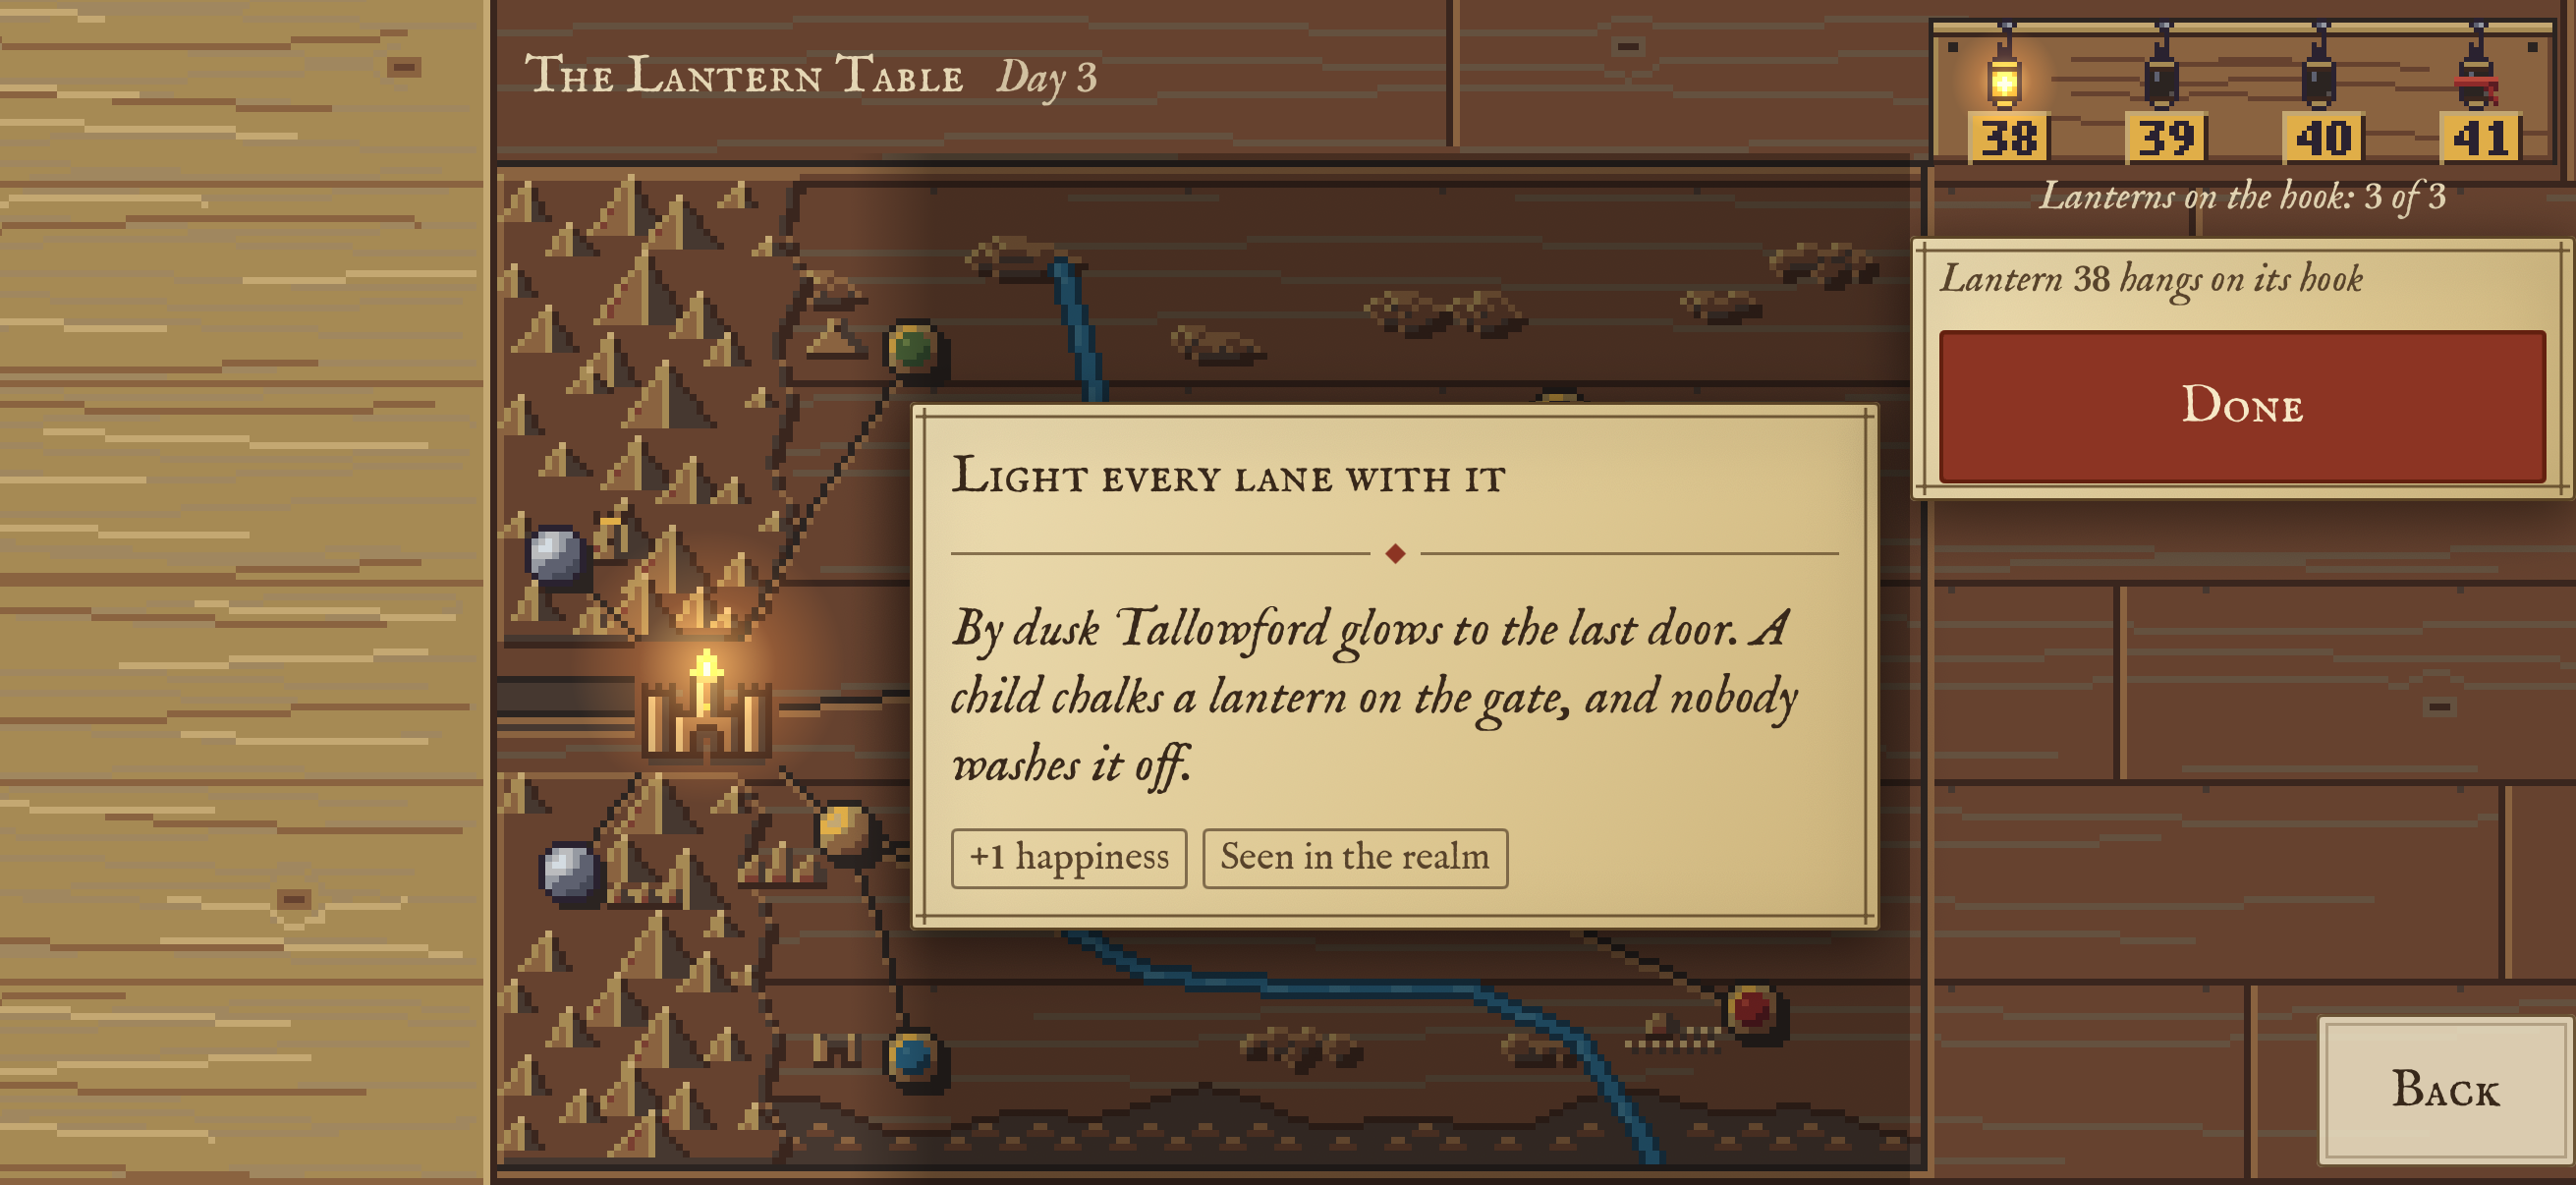 The Lantern Table Day 3
38 39 40 41
Lanterns on the hook: 3 of 3
Lantern 38 hangs on its hook
Done
Light every lane with it
By dusk Tallowford glows to the last door. A
child chalks a lantern on the gate, and nobody
washes it off.
+1 happiness Seen in the realm
Back